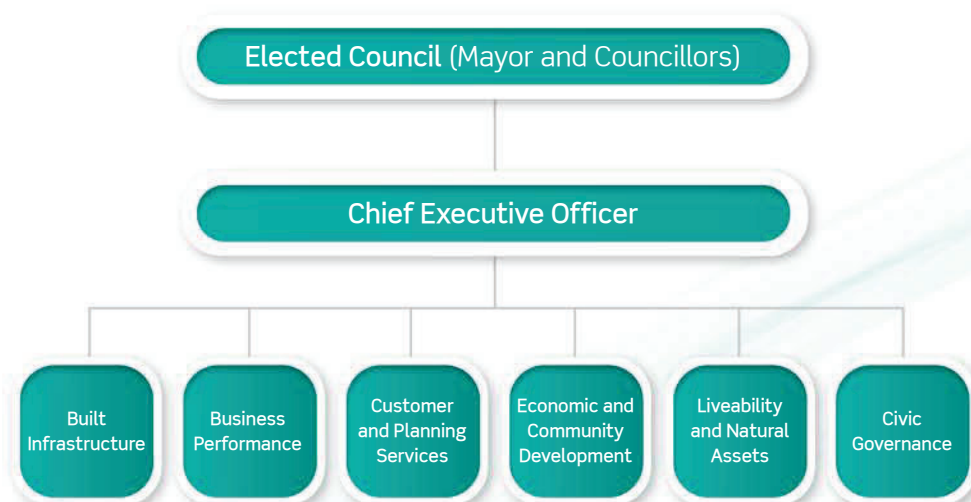 Elected Council (Mayor and Councillors)
Chief Executive Officer
Built
Infrastructure
Business
Performance
Customer
and Planning
Services
Economic and
Community
Development
Liveability
and Natural
Assets
Civic
Governance